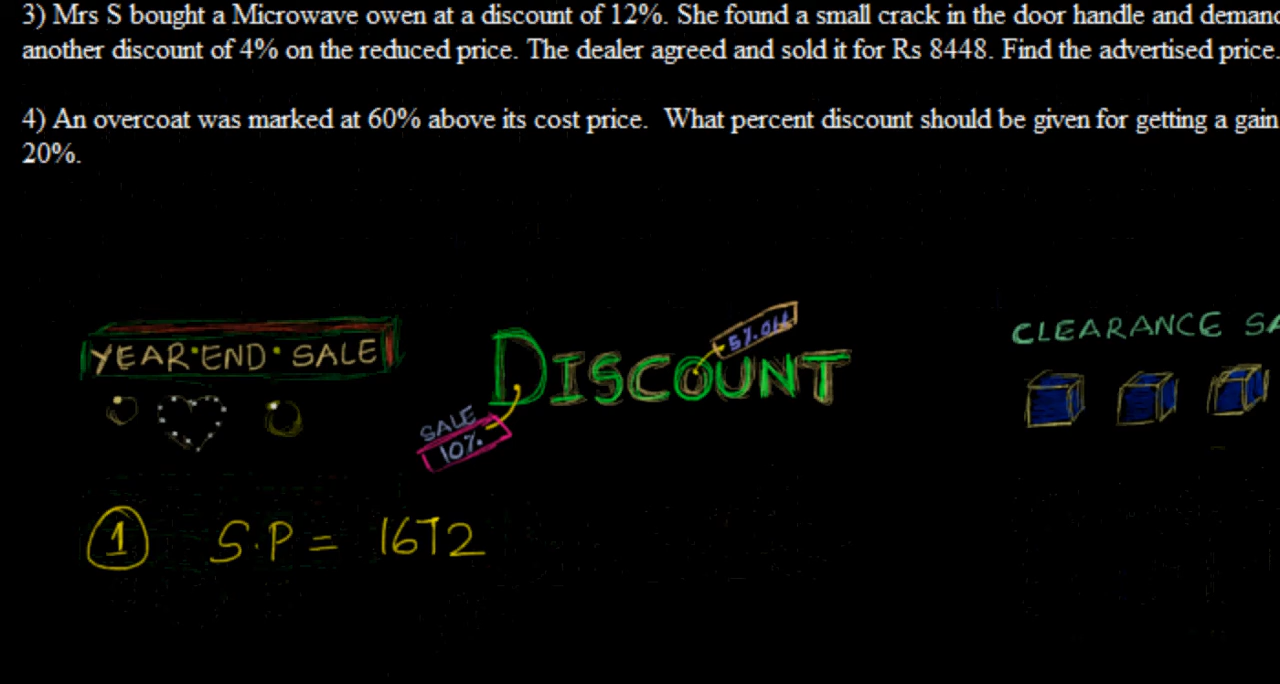 3) Mrs S bought a Microwave owen at a discount of 12%. She found a small crack in the door handle and demanc
another discount of 4% on the reduced price. The dealer agreed and sold it for Rs 8448. Find the advertised price.
4) An overcoat was marked at 60% above its cost price. What percent discount should be given for getting a gain
20%.
YEAR·END· SALE
DISCOUNT
5%.OFF
SALE
10%
CLEARANCE SA
1 S.P = 1672